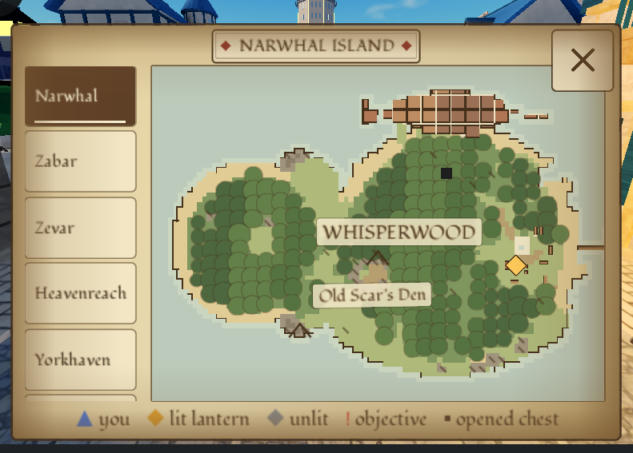 NARWHAL ISLAND
Narwhal
Zabar
Zevar
Heavenreach
Yorkhaven
WHISPERWOOD
Old Scar's Den
you lit lantern unlit ! objective opened chest